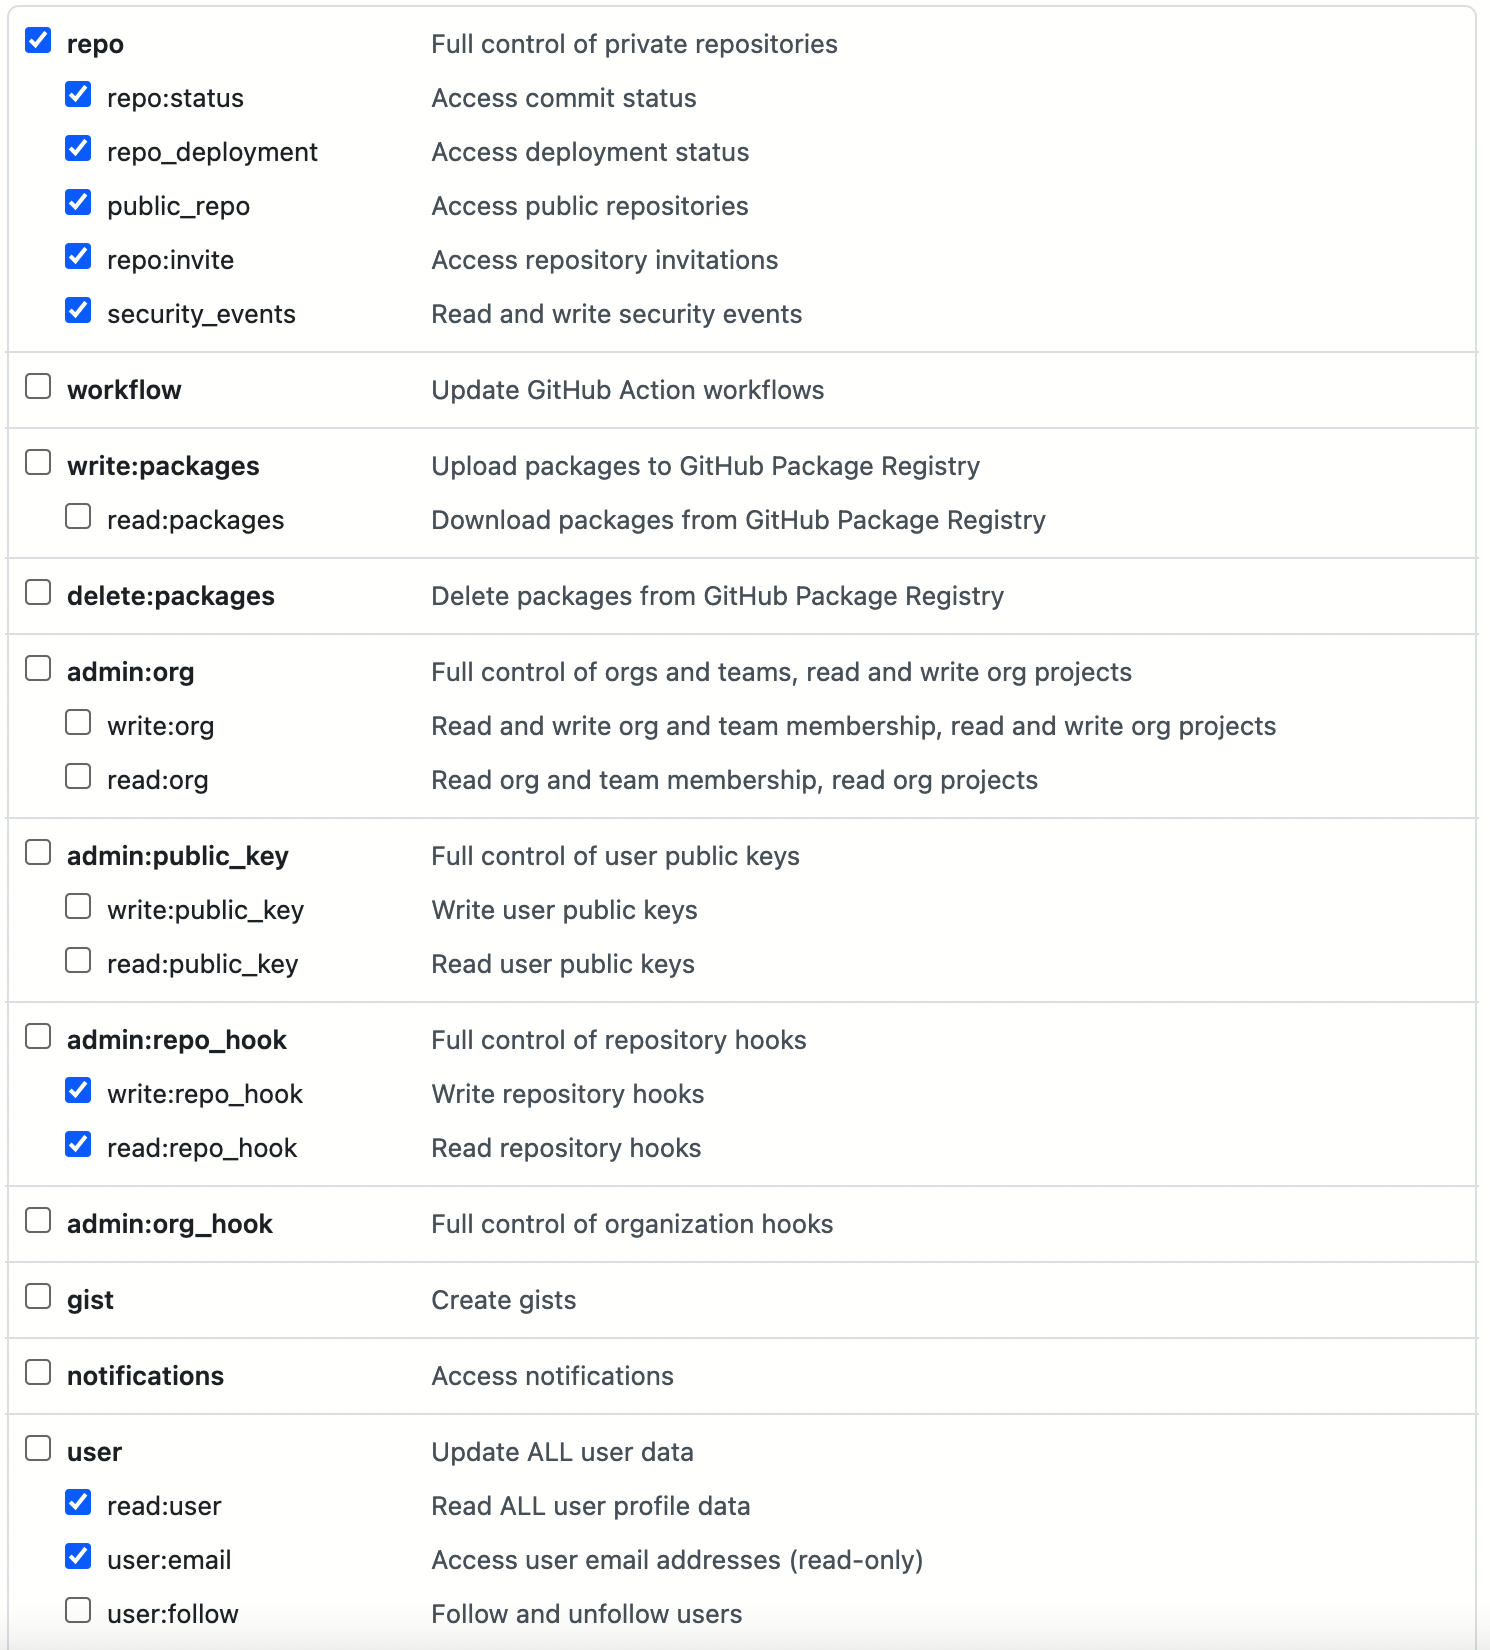 repo Full control of private repositories
repo:status Access commit status
repo_deployment Access deployment status
public_repo Access public repositories
repo:invite Access repository invitations
security_events Read and write security events
workflow Update GitHub Action workflows
write:packages Upload packages to GitHub Package Registry
read:packages Download packages from GitHub Package Registry
delete:packages Delete packages from GitHub Package Registry
admin:org Full control of orgs and teams, read and write org projects
write:org Read and write org and team membership, read and write org projects
read:org Read org and team membership, read org projects
admin:public_key Full control of user public keys
write:public_key Write user public keys
read:public_key Read user public keys
admin:repo_hook Full control of repository hooks
write:repo_hook Write repository hooks
read:repo_hook Read repository hooks
admin:org_hook Full control of organization hooks
gist Create gists
notifications Access notifications
user Update ALL user data
read:user Read ALL user profile data
user:email Access user email addresses (read-only)
user:follow Follow and unfollow users